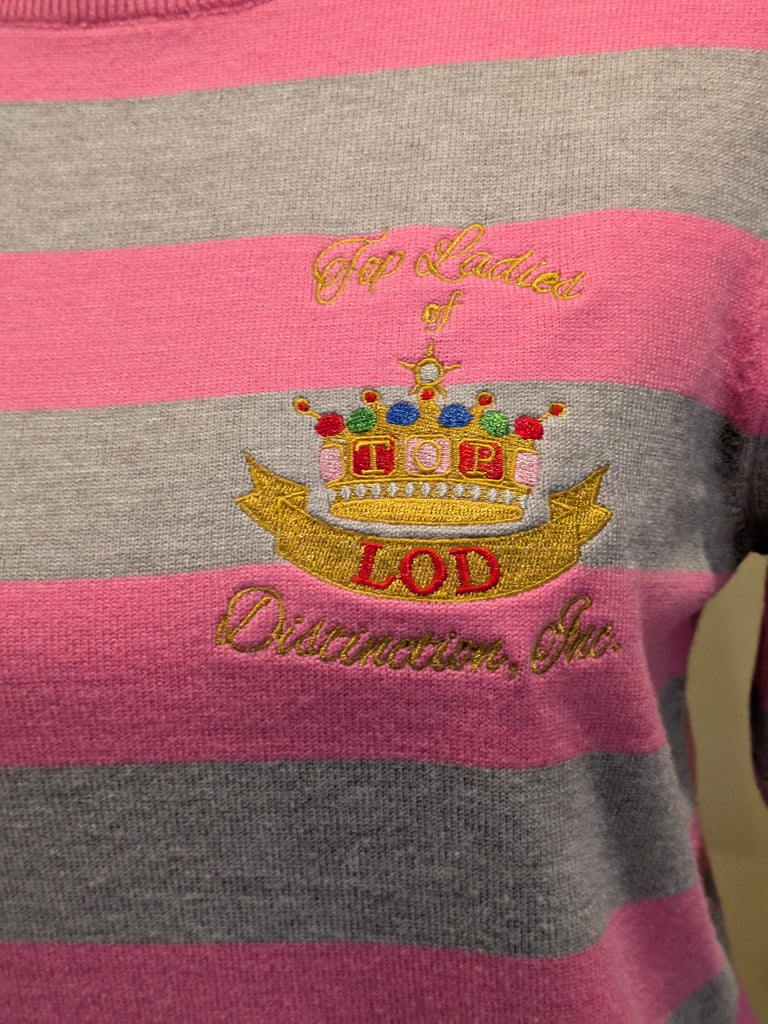 Top Ladies
of
TOP
LOD
Distinction, Inc.